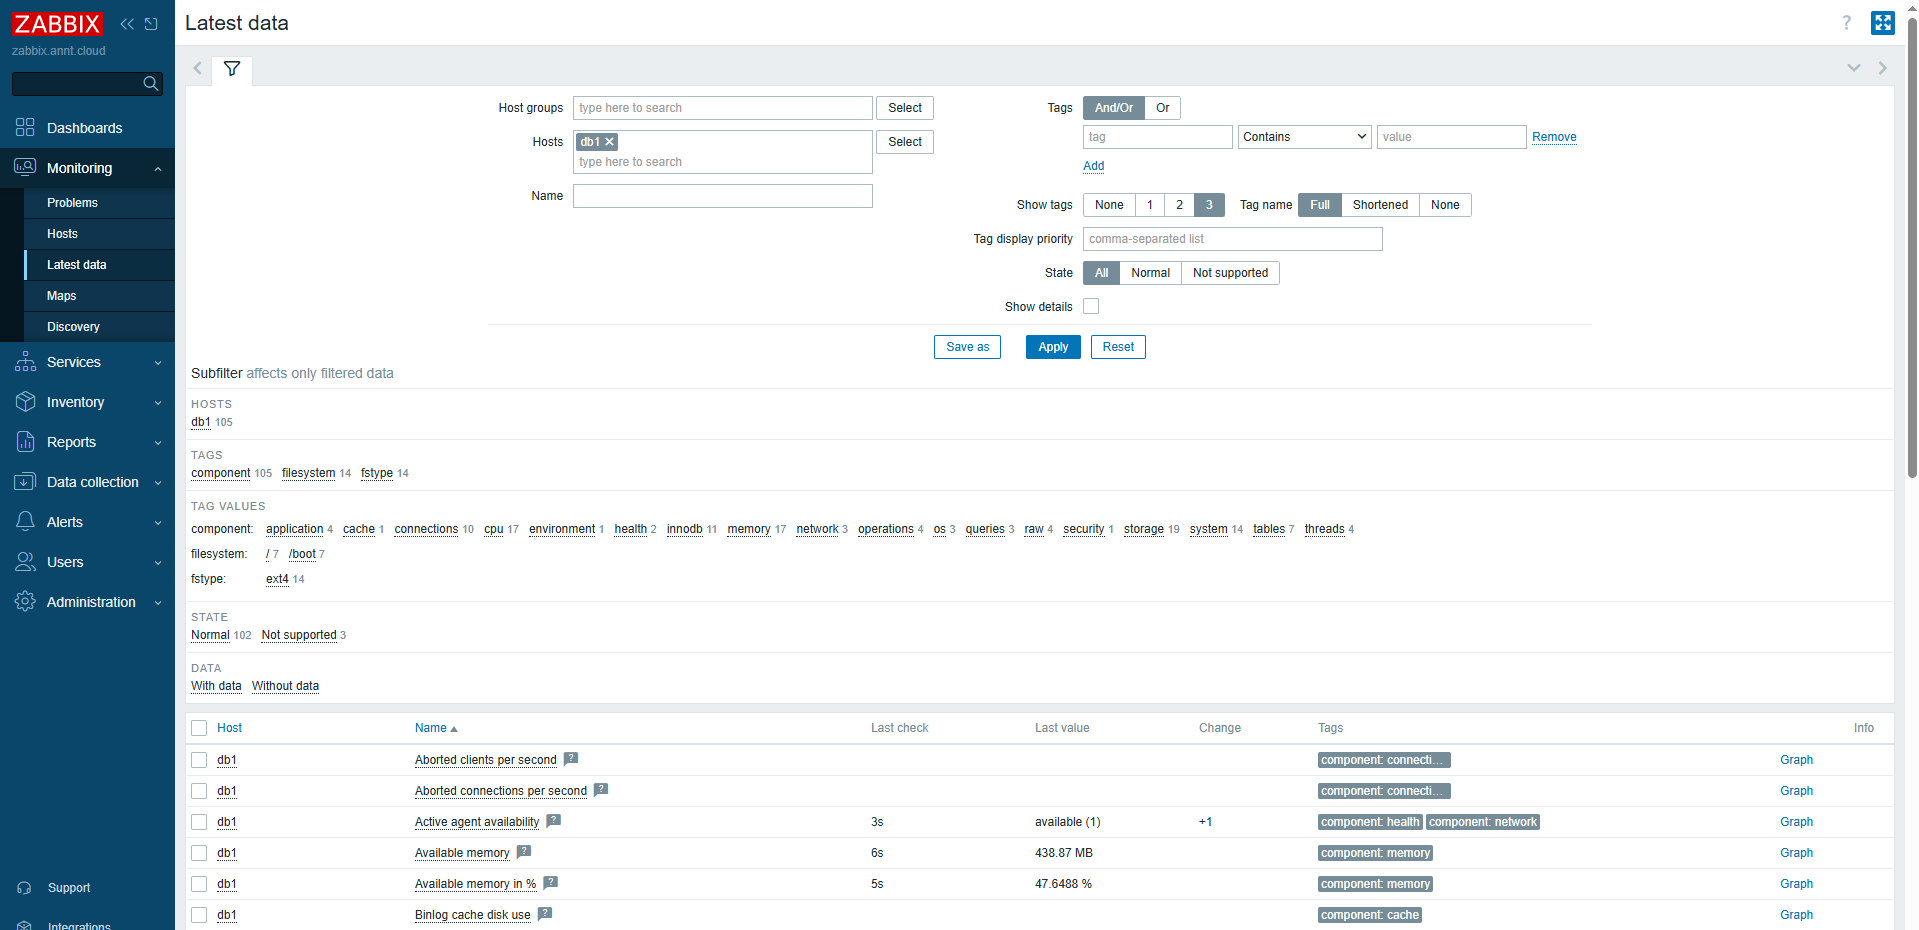 ZABBIX
zabbix.annt.cloud
Dashboards
Monitoring
Problems
Hosts
Latest data
Maps
Discovery
Services
Inventory
Reports
Data collection
Alerts
Users
Administration
Support
Integrations
Latest data ?
Host groups type here to search Select
Hosts db1 type here to search Select
Name
Tags And/Or Or
tag Contains value Remove
Add
Show tags None 1 2 3 Tag name Full Shortened None
Tag display priority comma-separated list
State All Normal Not supported
Show details
Save as Apply Reset
Subfilter affects only filtered data
HOSTS
db1 105
TAGS
component 105 filesystem 14 fstype 14
TAG VALUES
component: application 4 cache 1 connections 10 cpu 17 environment 1 health 2 innodb 11 memory 17 network 3 operations 4 os 3 queries 3 raw 4 security 1 storage 19 system 14 tables 7 threads 4
filesystem: / 7 /boot 7
fstype: ext4 14
STATE
Normal 102 Not supported 3
DATA
With data Without data
Host Name Last check Last value Change Tags Info
db1 Aborted clients per second ? component: connecti... Graph
db1 Aborted connections per second ? component: connecti... Graph
db1 Active agent availability ? 3s available (1) +1 component: health component: network Graph
db1 Available memory ? 6s 438.87 MB component: memory Graph
db1 Available memory in % ? 5s 47.6488 % component: memory Graph
db1 Binlog cache disk use ? component: cache Graph